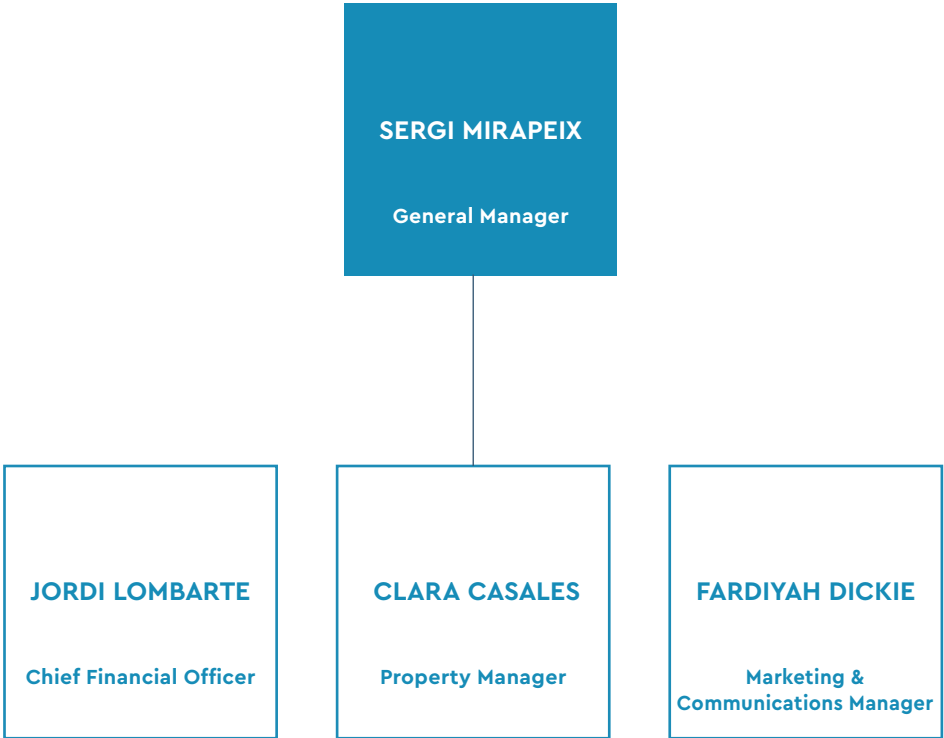 SERGI MIRAPEIX
General Manager
JORDI LOMBARTE
Chief Financial Officer
CLARA CASALES
Property Manager
FARDIYAH DICKIE
Marketing &
Communications Manager